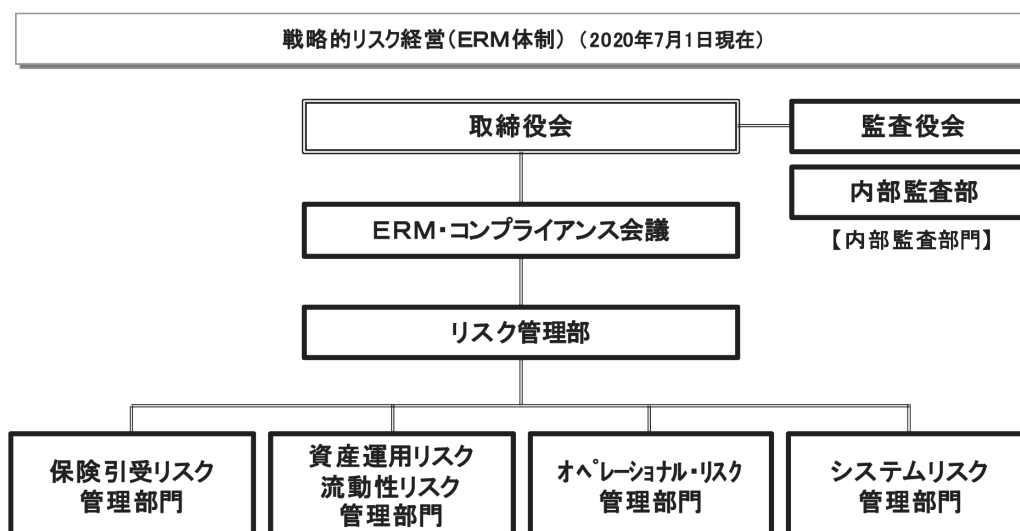 戦略的リスク経営(ERM体制) (2020年7月1日現在)
取締役会
監査役会
内部監査部
【内部監査部門】
ERM・コンプライアンス会議
リスク管理部
保険引受リスク
管理部門
資産運用リスク
流動性リスク
管理部門
オペレーショナル・リスク
管理部門
システムリスク
管理部門